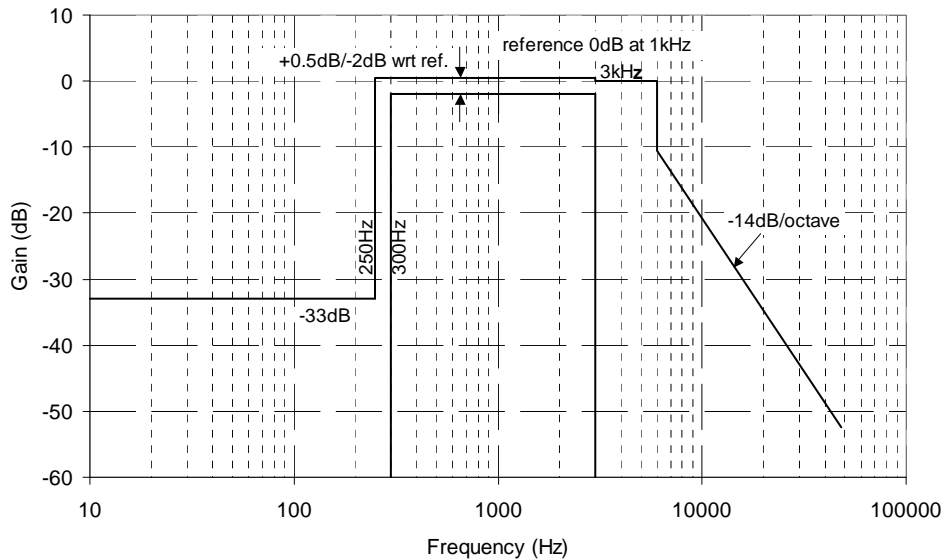 10
reference 0dB at 1kHz
+0.5dB/-2dB wrt ref.
3kHz
0
-10
-20
-14dB/octave
Gain (dB)
250Hz
300Hz
-30
-33dB
-40
-50
-60
10
100
1000
10000
100000
Frequency (Hz)